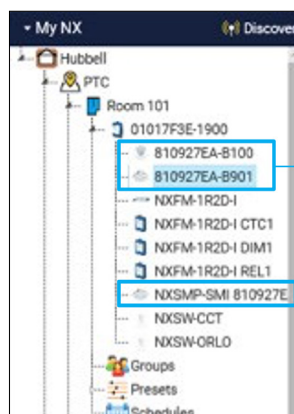 My NX
Discover
Hubbell
PTC
Room 101
01017F3E-1900
810927EA-B100
810927EA-B901
NXFM-1R2D-I
NXFM-1R2D-I CTC1
NXFM-1R2D-I DIM1
NXFM-1R2D-I REL1
NXSMP-SMI 810927E
NXSW-CCT
NXSW-ORLO
Groups
Presets
Schedules